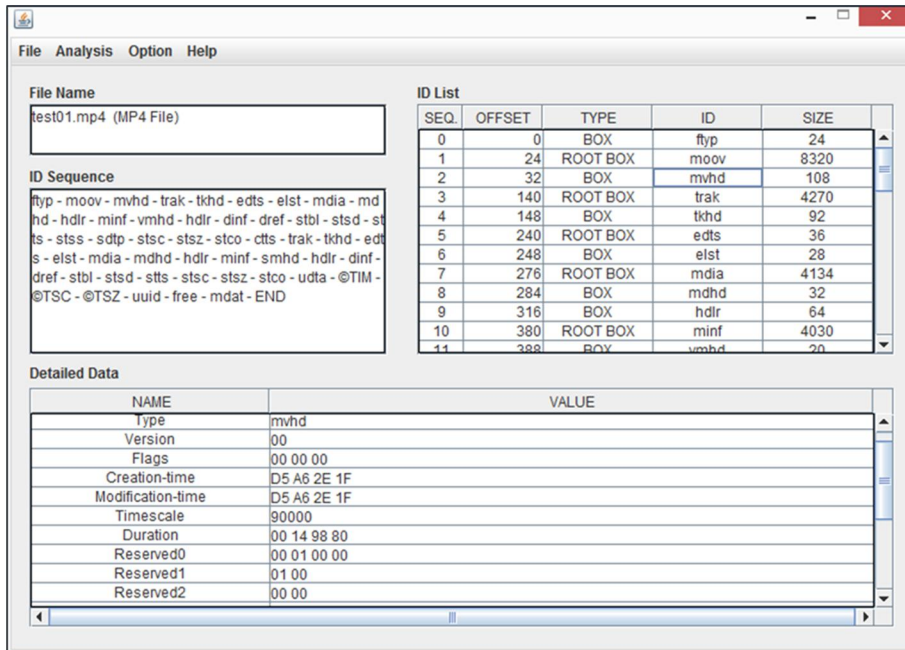 File Analysis Option Help
File Name
test01.mp4 (MP4 File)
ID Sequence
ftyp - moov - mvhd - trak - tkhd - edts - elst - mdia - md
hd - hdlr - minf - vmhd - hdlr - dinf - dref - stbl - stsd - st
ts - stss - sdtp - stsc - stsz - stco - ctts - trak - tkhd - edt
s - elst - mdia - mdhd - hdlr - minf - smhd - hdlr - dinf -
dref - stbl - stsd - stts - stsc - stsz - stco - udta - ©TIM -
©TSC - ©TSZ - uuid - free - mdat - END
ID List
SEQ. OFFSET TYPE ID SIZE
0 0 BOX ftyp 24
1 24 ROOT BOX moov 8320
2 32 BOX mvhd 108
3 140 ROOT BOX trak 4270
4 148 BOX tkhd 92
5 240 ROOT BOX edts 36
6 248 BOX elst 28
7 276 ROOT BOX mdia 4134
8 284 BOX mdhd 32
9 316 BOX hdlr 64
10 380 ROOT BOX minf 4030
11 388 BOX vmhd 20
Detailed Data
NAME VALUE
Type mvhd
Version 00
Flags 00 00 00
Creation-time D5 A6 2E 1F
Modification-time D5 A6 2E 1F
Timescale 90000
Duration 00 14 98 80
Reserved0 00 01 00 00
Reserved1 01 00
Reserved2 00 00